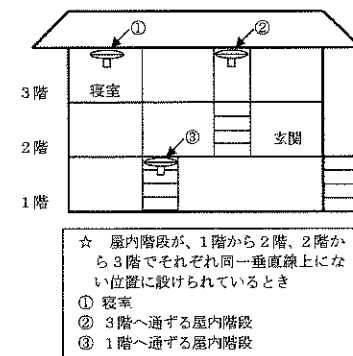 ①
②
3階
寝室
③
2階
玄関
1階
☆ 屋内階段が、1階から2階、2階か
ら3階でそれぞれ同一垂直線上にな
い位置に設けられているとき
① 寝室
② 3階へ通ずる屋内階段
③ 1階へ通ずる屋内階段